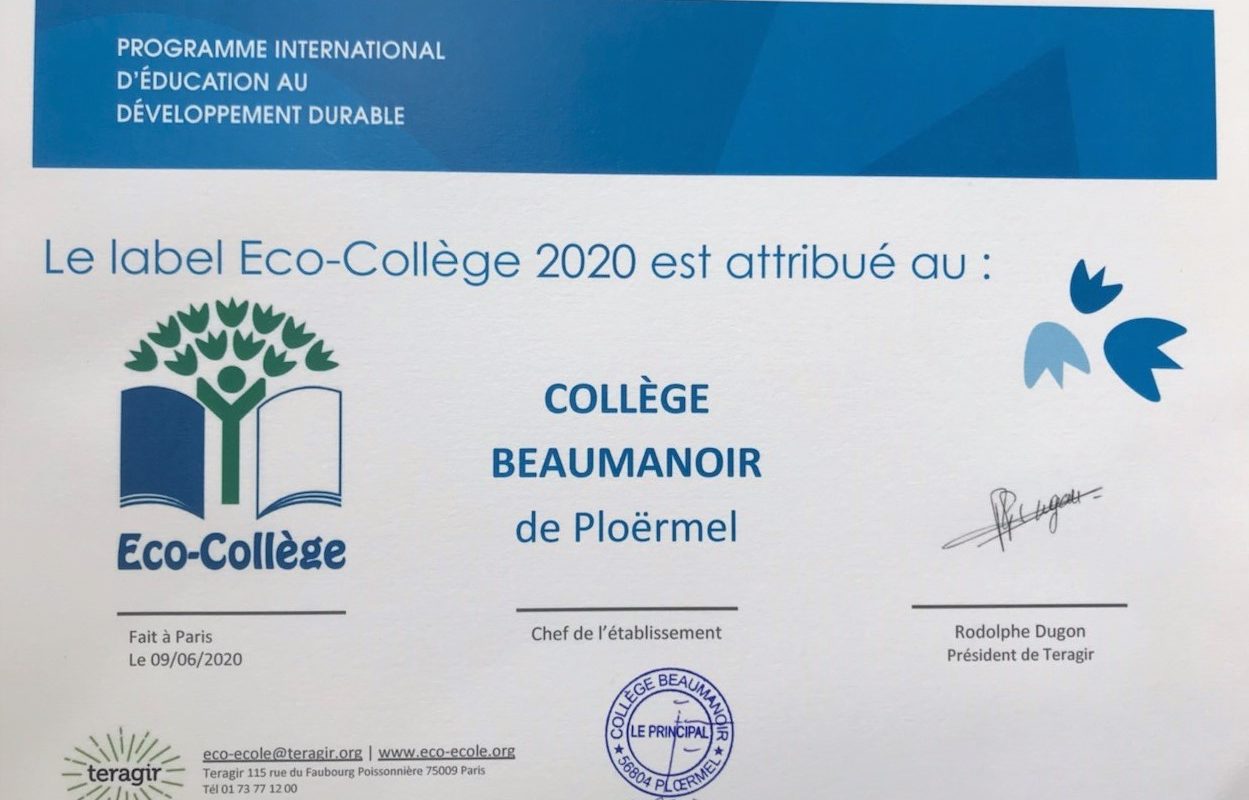 PROGRAMME INTERNATIONAL
D'ÉDUCATION AU
DÉVELOPPEMENT DURABLE
Le label Eco-Collège 2020 est attribué au :
COLLÈGE
BEAUMANOIR
de Ploërmel
Eco-Collège
Fait à Paris
Le 09/06/2020
Chef de l'établissement
Rodolphe Dugon
Président de Teragir
COLLÈGE BEAUMANOIR
LE PRINCIPAL
★ 56804 PLŒRMEL ★
teragir
eco-ecole@teragir.org | www.eco-ecole.org
Teragir 115 rue du Faubourg Poissonnière 75009 Paris
Tél 01 73 77 12 00